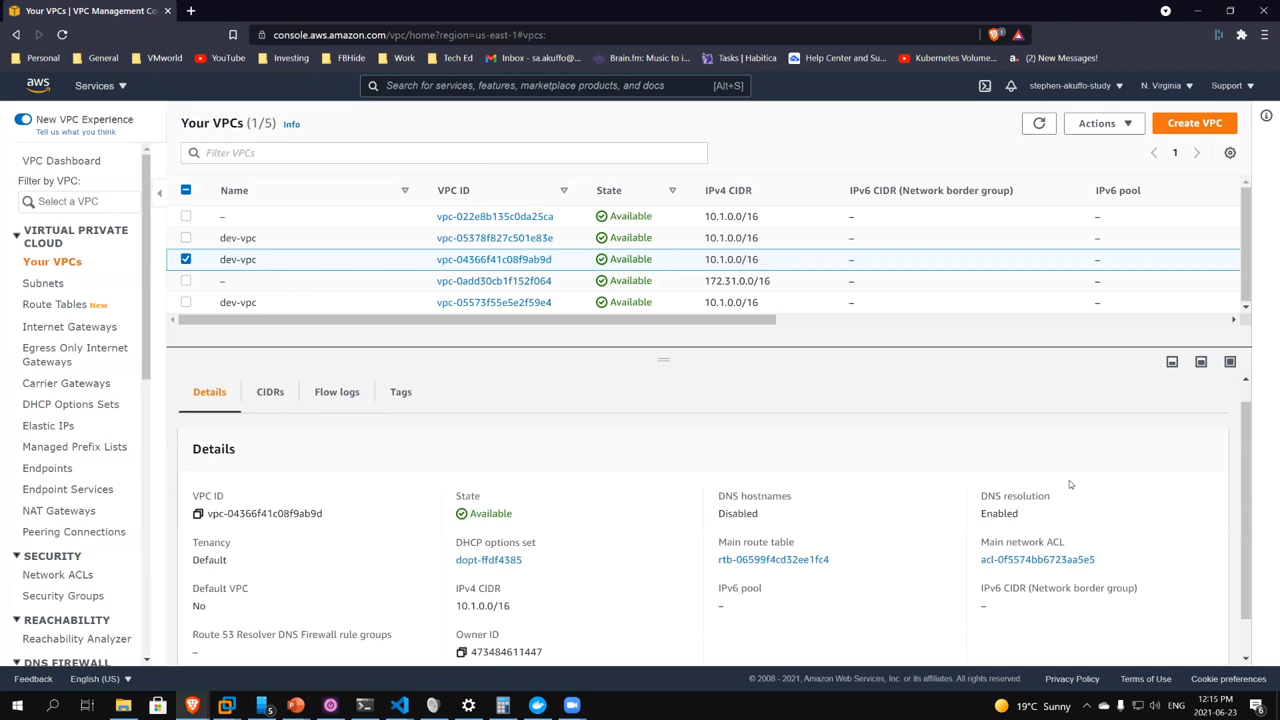 Your VPCs | VPC Management Co
console.aws.amazon.com/vpc/home?region=us-east-1#vpcs:
Personal
General
VMworld
YouTube
Investing
FBHide
Work
Tech Ed
Inbox - sa.akuffo@...
Brain.fm: Music to i...
Tasks | Habitica
Help Center and Su...
Kubernetes Volume...
(2) New Messages!
aws
Services
Search for services, features, marketplace products, and docs
[Alt+S]
stephen-akuffo-study
N. Virginia
Support
New VPC Experience
Tell us what you think
VPC Dashboard
Filter by VPC:
Select a VPC
VIRTUAL PRIVATE
CLOUD
Your VPCs
Subnets
Route Tables New
Internet Gateways
Egress Only Internet
Gateways
Carrier Gateways
DHCP Options Sets
Elastic IPs
Managed Prefix Lists
Endpoints
Endpoint Services
NAT Gateways
Peering Connections
SECURITY
Network ACLs
Security Groups
REACHABILITY
Reachability Analyzer
DNS FIREWALL
Your VPCs (1/5) Info
Actions
Create VPC
Filter VPCs
1
Name VPC ID State IPv4 CIDR IPv6 CIDR (Network border group) IPv6 pool
– vpc-022e8b135c0da25ca Available 10.1.0.0/16 – –
dev-vpc vpc-05378f827c501e83e Available 10.1.0.0/16 – –
dev-vpc vpc-04366f41c08f9ab9d Available 10.1.0.0/16 – –
– vpc-0add30cb1f152f064 Available 172.31.0.0/16 – –
dev-vpc vpc-05573f55e5e2f59e4 Available 10.1.0.0/16 – –
Details CIDRs Flow logs Tags
Details
VPC ID State DNS hostnames DNS resolution
vpc-04366f41c08f9ab9d Available Disabled Enabled
Tenancy DHCP options set Main route table Main network ACL
Default dopt-ffdf4385 rtb-06599f4cd32ee1fc4 acl-0f5574bb6723aa5e5
Default VPC IPv4 CIDR IPv6 pool IPv6 CIDR (Network border group)
No 10.1.0.0/16 – –
Route 53 Resolver DNS Firewall rule groups Owner ID
– 473484611447
Feedback English (US)
© 2008 - 2021, Amazon Web Services, Inc. or its affiliates. All rights reserved.
Privacy Policy Terms of Use Cookie preferences
5
19°C Sunny
12:15 PM
2021-06-23
6